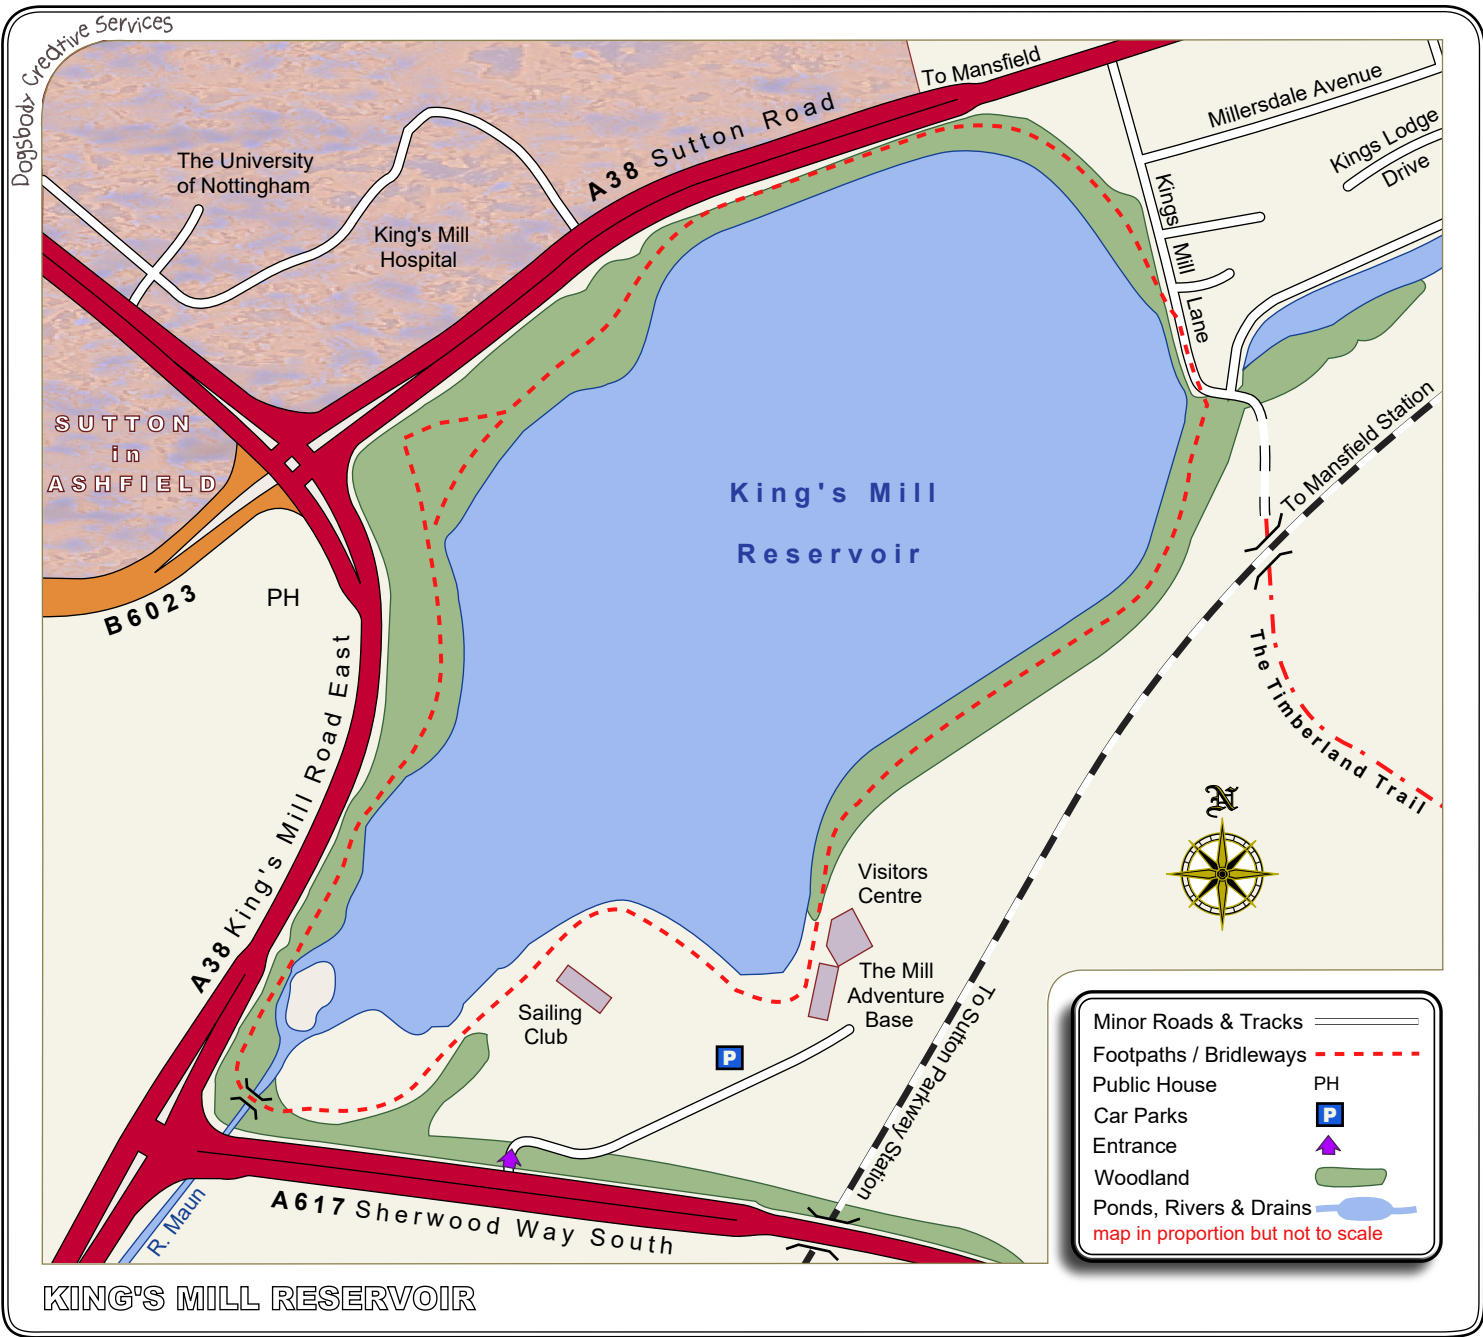 Dogsbody Creative Services
To Mansfield
Millersdale Avenue
Kings Lodge
Drive
A38 Sutton Road
The University
of Nottingham
King's Mill
Hospital
Kings Mill Lane
SUTTON
in
ASHFIELD
To Mansfield Station
King's Mill
Reservoir
B6023
PH
The Timberland Trail
A38 King's Mill Road East
N
Visitors
Centre
The Mill
Adventure
Base
Sailing
Club
P
To Sutton Parkway Station
A617 Sherwood Way South
R. Maun
Minor Roads & Tracks
Footpaths / Bridleways
Public House PH
Car Parks P
Entrance
Woodland
Ponds, Rivers & Drains
map in proportion but not to scale
KING'S MILL RESERVOIR